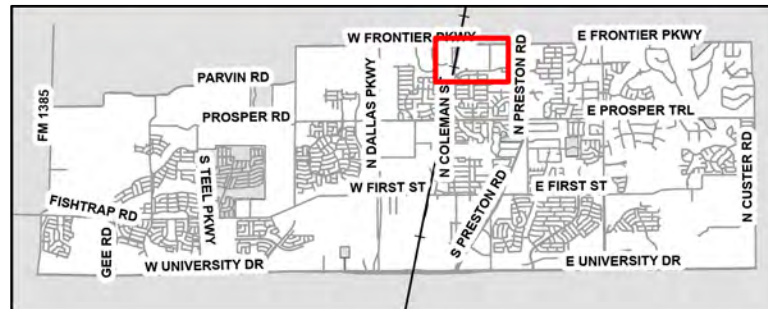 W FRONTIER PKWY
E FRONTIER PKWY
PARVIN RD
PROSPER RD
FM 1385
N DALLAS PKWY
N COLEMAN ST
N PRESTON RD
E PROSPER TRL
S TEEL PKWY
W FIRST ST
E FIRST ST
N CUSTER RD
FISHTRAP RD
GEE RD
S PRESTON RD
W UNIVERSITY DR
E UNIVERSITY DR